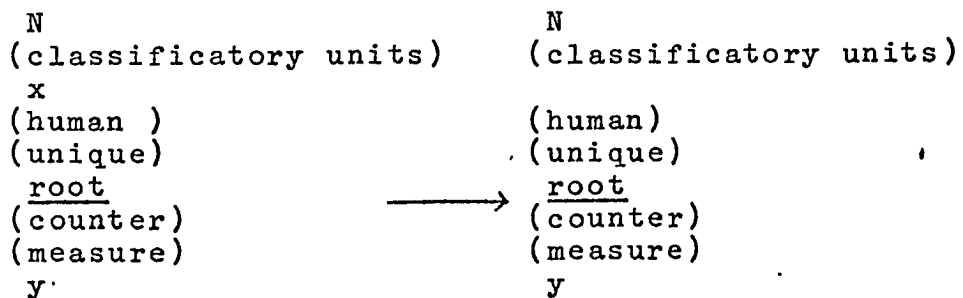 N N
(classificatory units) (classificatory units)
x
(human ) (human)
(unique) (unique)
root ⟶ root
(counter) (counter)
(measure) (measure)
y y